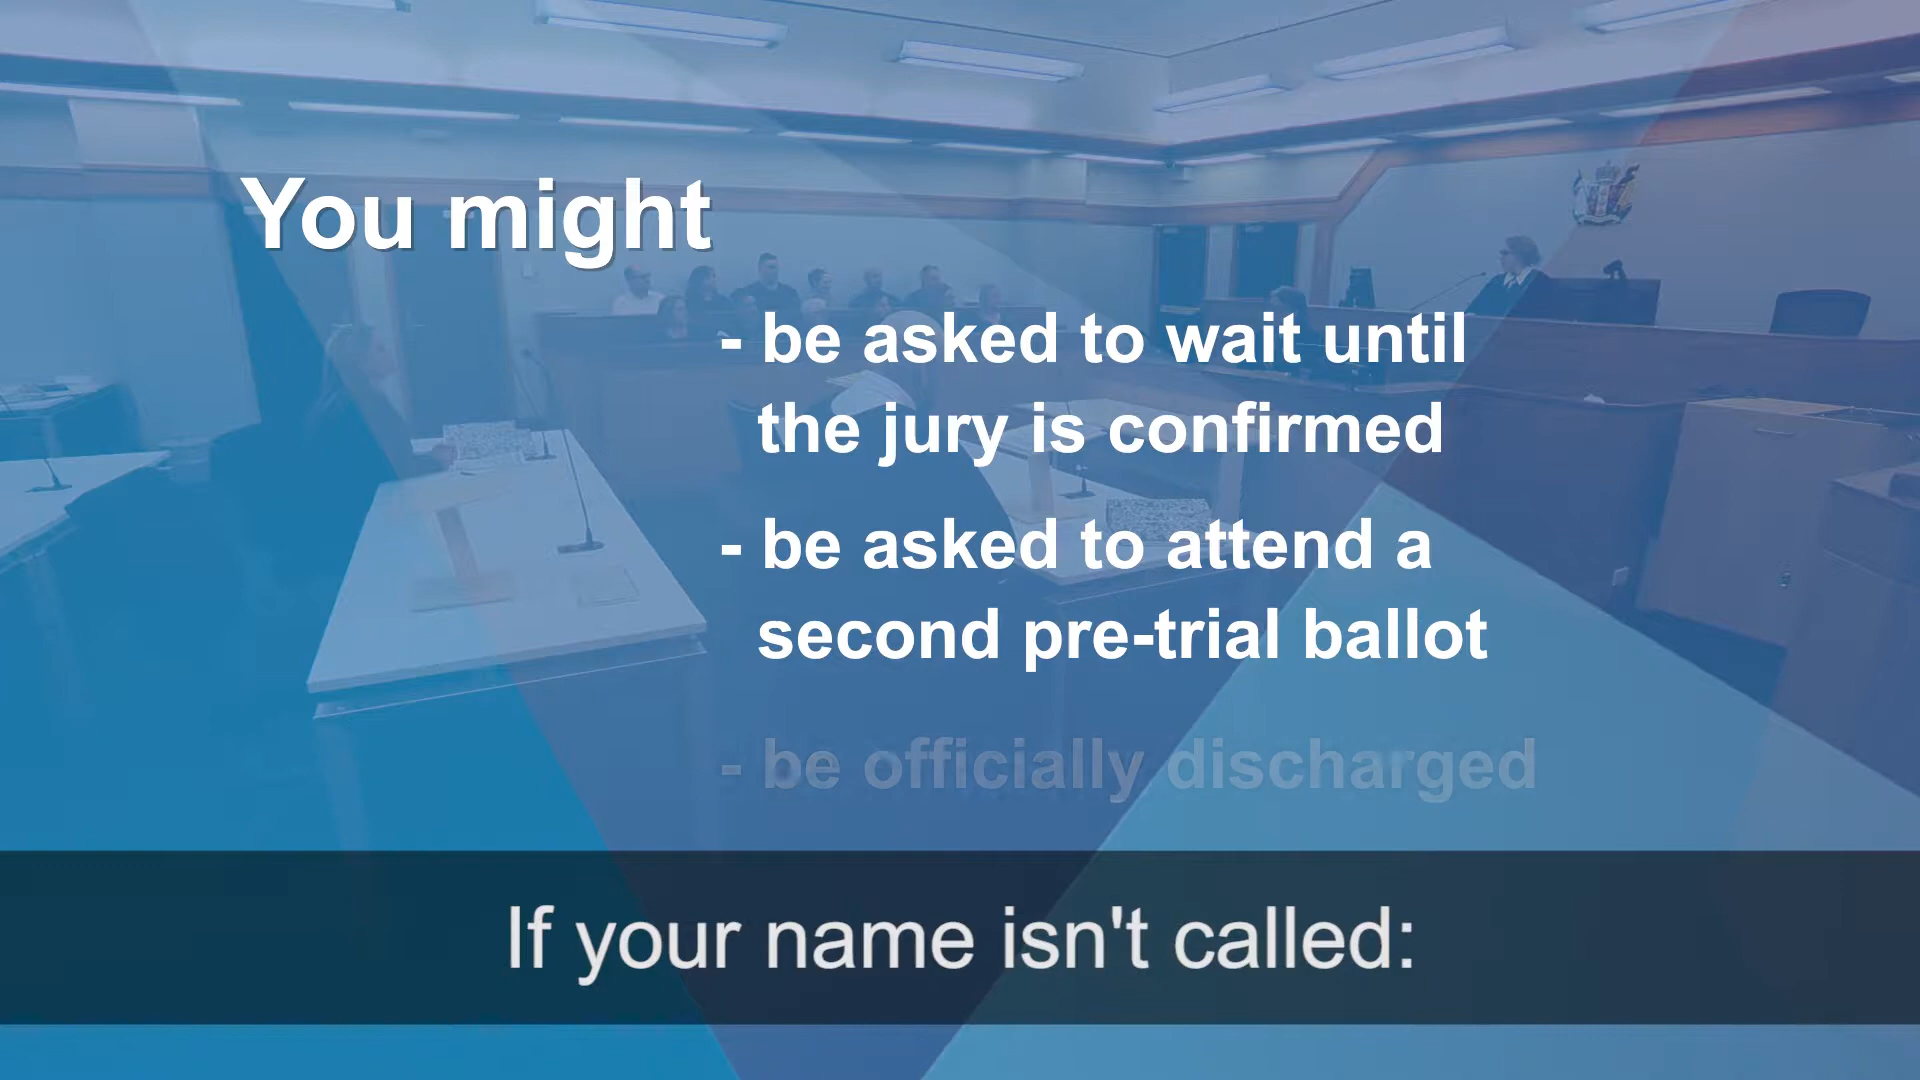 You might
- be asked to wait until
the jury is confirmed
- be asked to attend a
second pre-trial ballot
- be officially discharged
If your name isn't called: